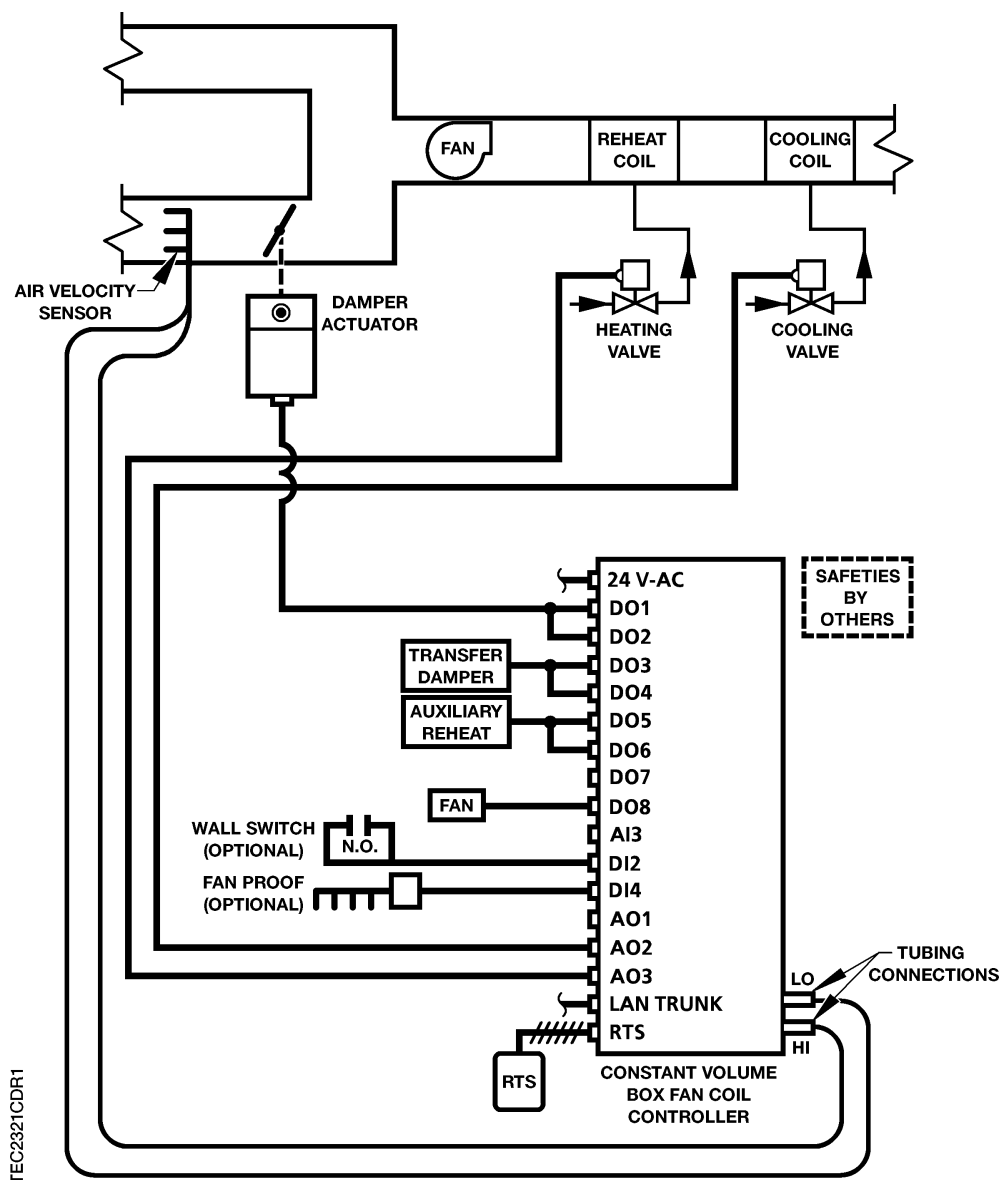 FAN
REHEAT
COIL
COOLING
COIL
AIR VELOCITY
SENSOR
DAMPER
ACTUATOR
HEATING
VALVE
COOLING
VALVE
24 V-AC
DO1
DO2
DO3
DO4
DO5
DO6
DO7
DO8
AI3
DI2
DI4
AO1
AO2
AO3
LAN TRUNK
RTS
SAFETIES
BY
OTHERS
TRANSFER
DAMPER
AUXILIARY
REHEAT
FAN
WALL SWITCH
(OPTIONAL)
N.O.
FAN PROOF
(OPTIONAL)
LO
HI
TUBING
CONNECTIONS
RTS
CONSTANT VOLUME
BOX FAN COIL
CONTROLLER
TEC2321CDR1